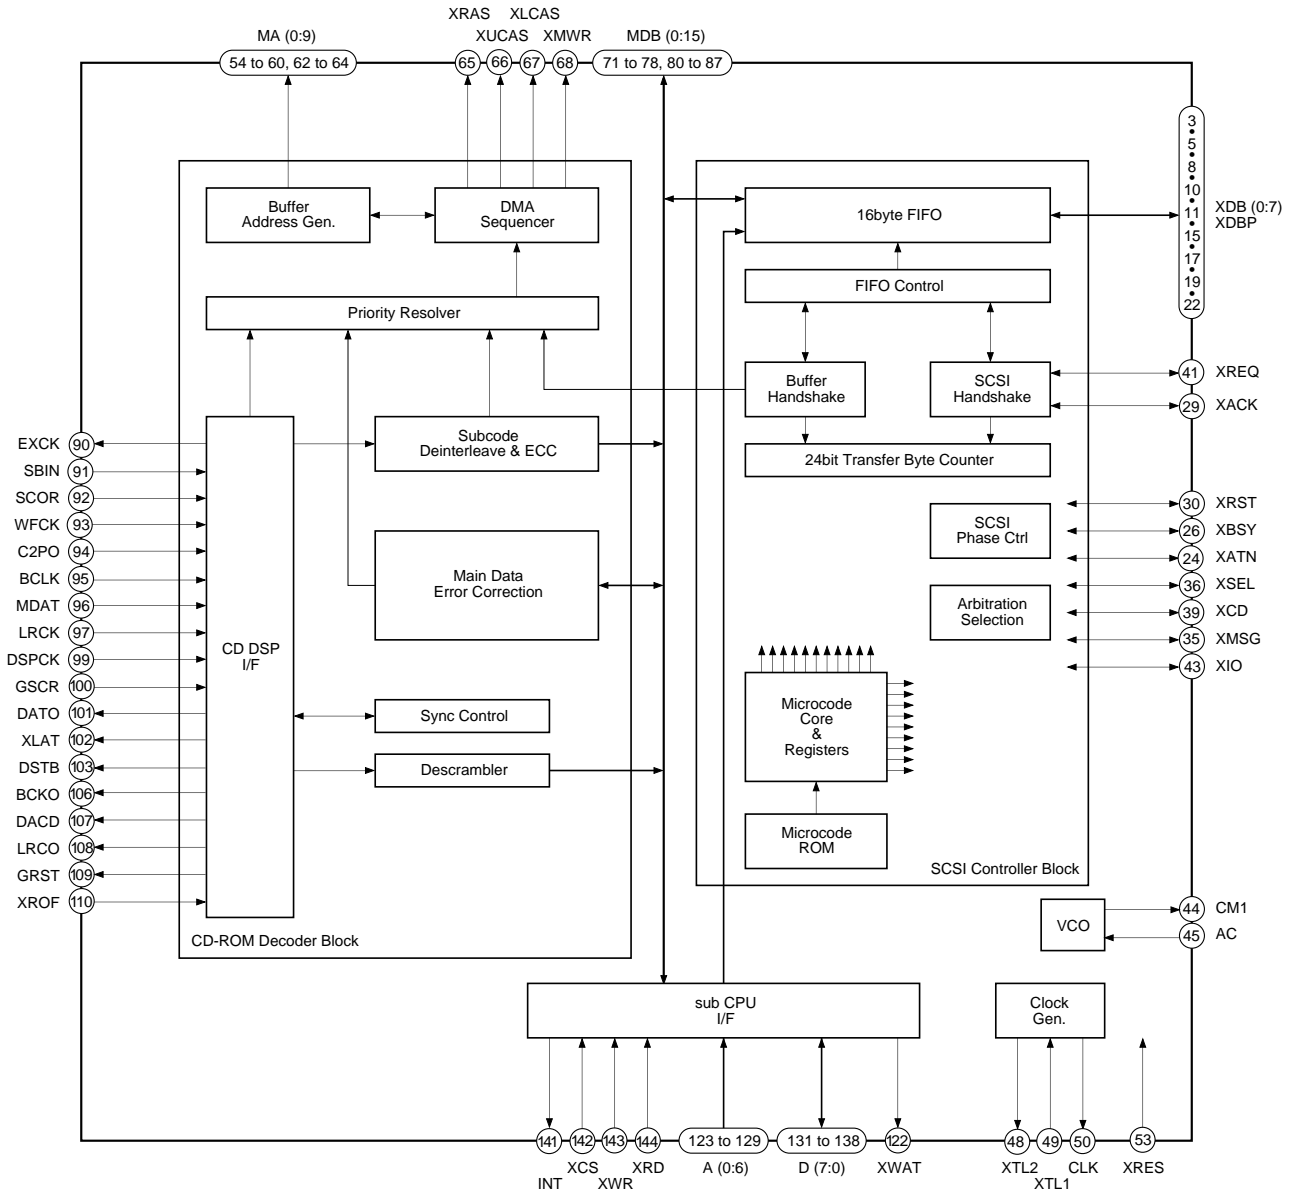 XRAS XLCAS
MA (0:9) XUCAS XMWR MDB (0:15)
54 to 60, 62 to 64 65 66 67 68 71 to 78, 80 to 87
3
5
8
10
11
15
17
19
22
XDB (0:7)
XDBP
Buffer
Address Gen.
DMA
Sequencer
16byte FIFO
FIFO Control
Priority Resolver
Buffer
Handshake
SCSI
Handshake
41 XREQ
29 XACK
24bit Transfer Byte Counter
Subcode
Deinterleave & ECC
EXCK 90
SBIN 91
SCOR 92
WFCK 93
C2PO 94
BCLK 95
MDAT 96
LRCK 97
DSPCK 99
GSCR 100
DATO 101
XLAT 102
DSTB 103
BCKO 106
DACD 107
LRCO 108
GRST 109
XROF 110
CD DSP
I/F
Main Data
Error Correction
Sync Control
Descrambler
CD-ROM Decoder Block
SCSI
Phase Ctrl
Arbitration
Selection
30 XRST
26 XBSY
24 XATN
36 XSEL
39 XCD
35 XMSG
43 XIO
Microcode
Core
&
Registers
Microcode
ROM
SCSI Controller Block
VCO
44 CM1
45 AC
sub CPU
I/F
Clock
Gen.
141 142 143 144 123 to 129 131 to 138 122 48 49 50 53
XCS XRD A (0:6) D (7:0) XWAT XTL2 CLK XRES
INT XWR XTL1